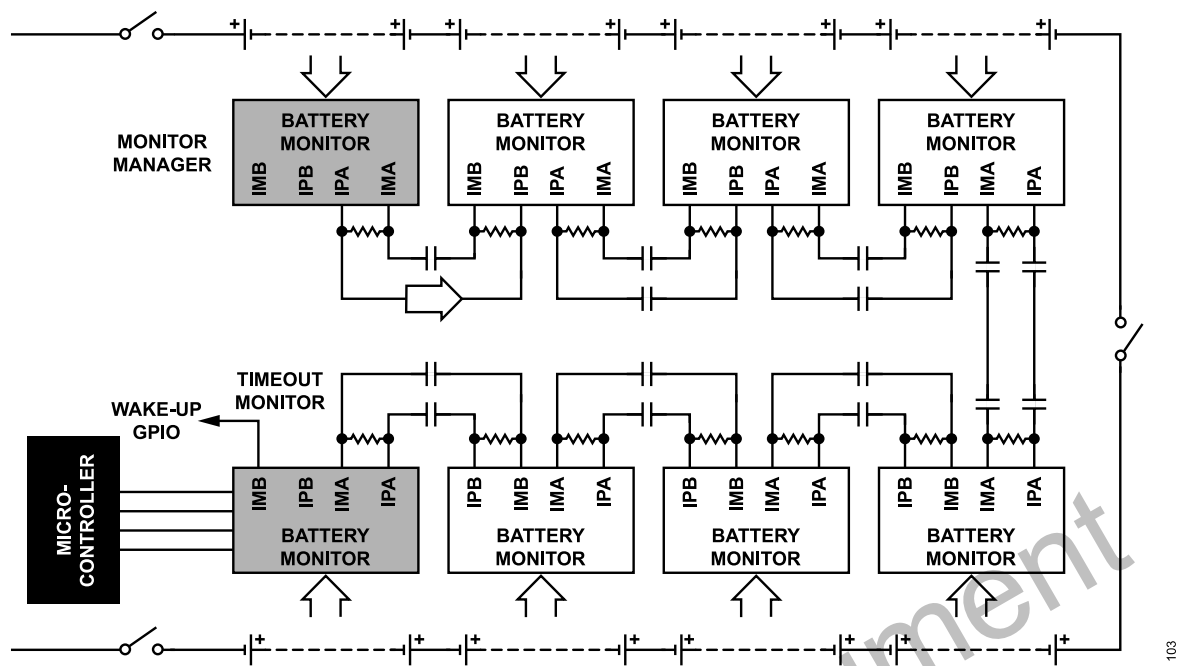 + + + + + + + +
BATTERY
MONITOR
IMB IPB IPA IMA
BATTERY
MONITOR
IMB IPB IPA IMA
BATTERY
MONITOR
IMB IPB IPA IMA
BATTERY
MONITOR
IMB IPB IMA IPA
MONITOR
MANAGER
TIMEOUT
MONITOR
WAKE-UP
GPIO
MICRO-
CONTROLLER
IMB IPB IMA IPA
BATTERY
MONITOR
IPB IMB IMA IPA
BATTERY
MONITOR
IPB IMB IMA IPA
BATTERY
MONITOR
IPB IMB IMA IPA
BATTERY
MONITOR
+ + + + + + + +
103